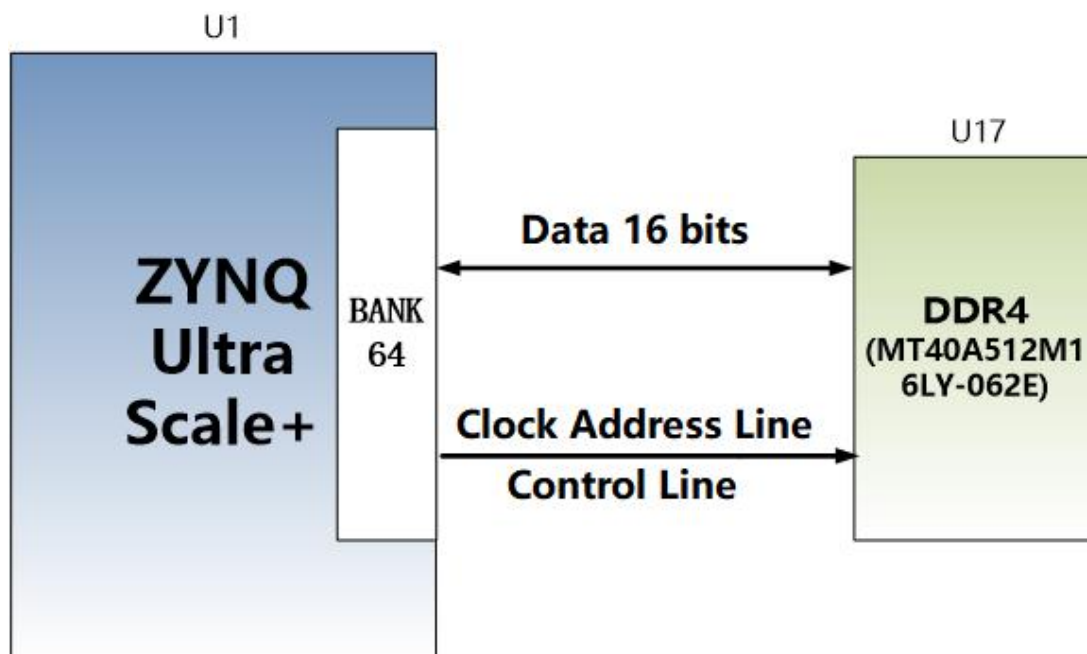 U1
U17
ZYNQ
Ultra
Scale+
BANK
64
Data 16 bits
Clock Address Line
Control Line
DDR4
(MT40A512M1
6LY-062E)